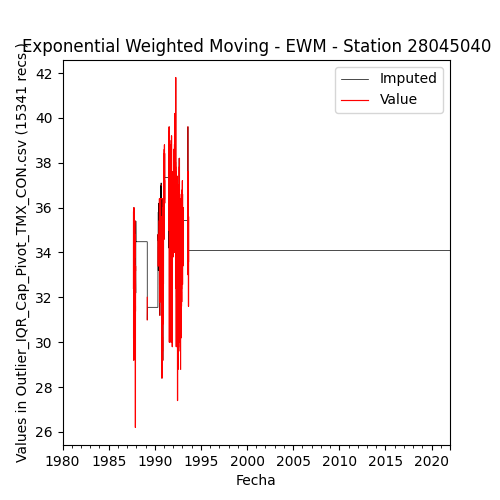 Exponential Weighted Moving - EWM - Station 28045040
Imputed
Value
Values in Outlier_IQR_Cap_Pivot_TMX_CON.csv (15341 recs.)
42
40
38
36
34
32
30
28
26
1980 1985 1990 1995 2000 2005 2010 2015 2020
Fecha